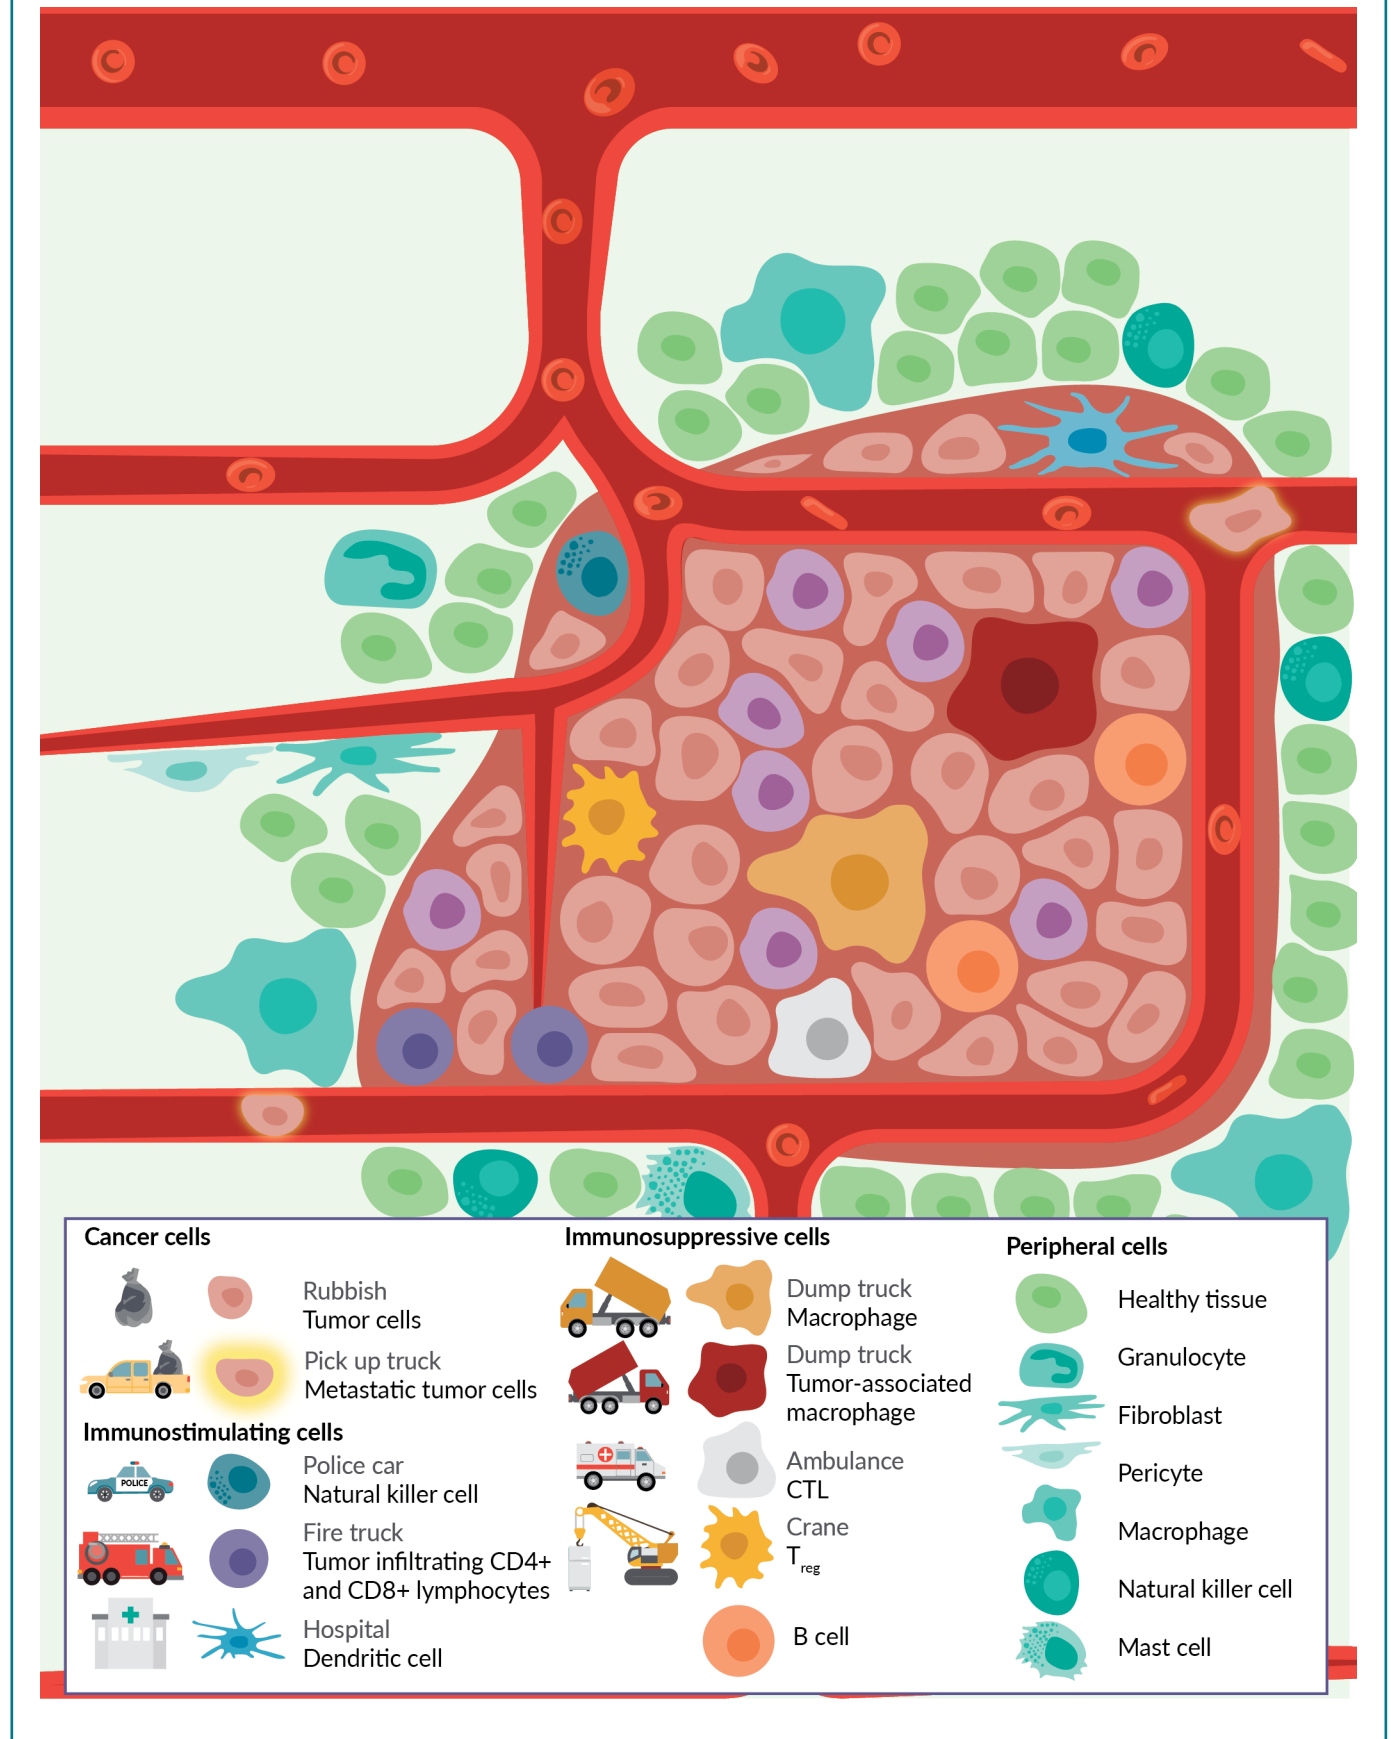 Cancer cells
Rubbish
Tumor cells
Pick up truck
Metastatic tumor cells
Immunostimulating cells
POLICE
Police car
Natural killer cell
Fire truck
Tumor infiltrating CD4+
and CD8+ lymphocytes
Hospital
Dendritic cell
Immunosuppressive cells
Dump truck
Macrophage
Dump truck
Tumor-associated
macrophage
Ambulance
CTL
Crane
Treg
B cell
Peripheral cells
Healthy tissue
Granulocyte
Fibroblast
Pericyte
Macrophage
Natural killer cell
Mast cell